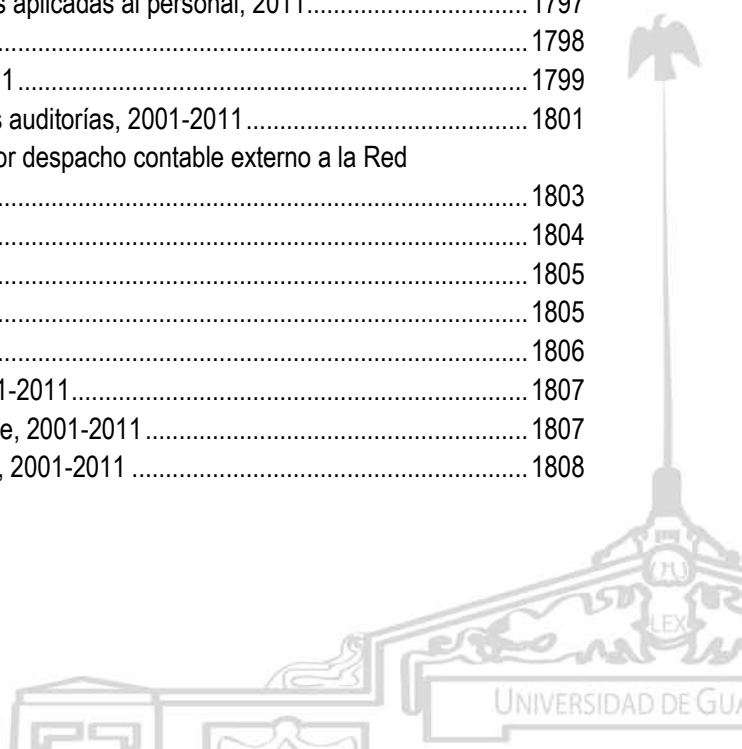 s aplicadas al personal, 2011................................ 1797
................................................................................ 1798
1.......................................................................... 1799
s auditorías, 2001-2011......................................... 1801
or despacho contable externo a la Red
................................................................................ 1803
................................................................................ 1804
................................................................................ 1805
................................................................................ 1805
................................................................................ 1806
1-2011................................................................... 1807
e, 2001-2011........................................................ 1807
, 2001-2011 .......................................................... 1808
LEX
UNIVERSIDAD DE GUA